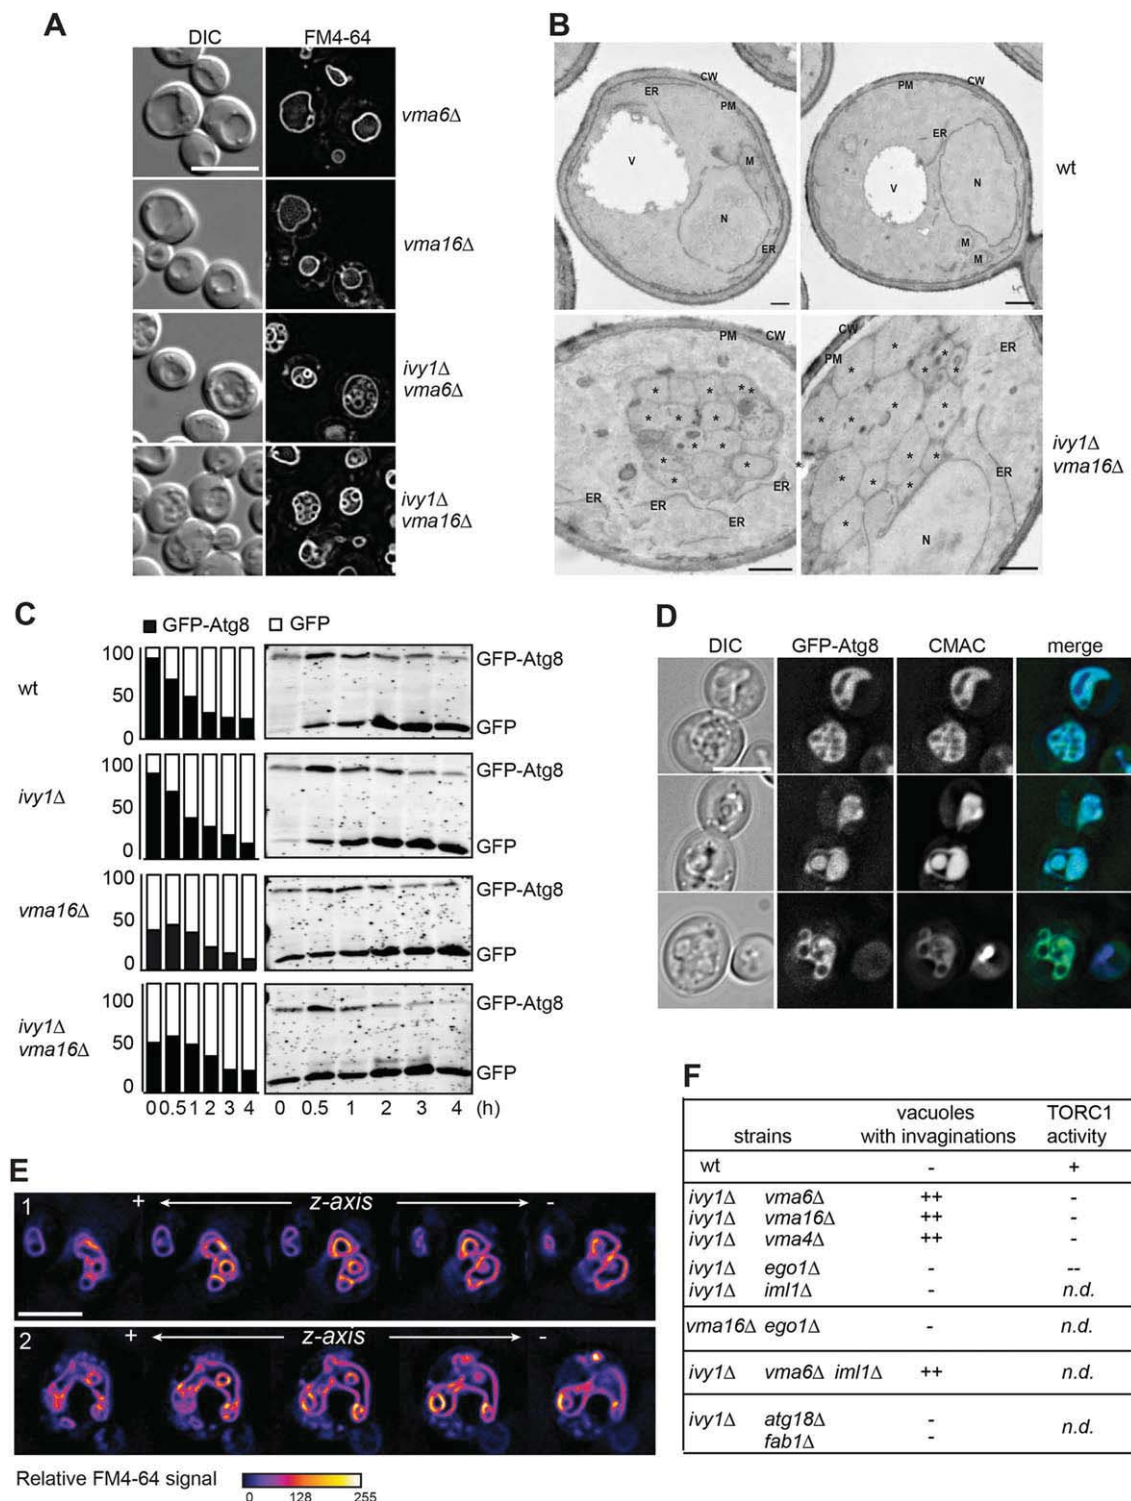 A
DIC FM4-64
vma6Δ
vma16Δ
ivy1Δ
vma6Δ
ivy1Δ
vma16Δ
B
ER CW
PM
V
M
N
ER
PM CW
ER
V
N
M
M
wt
PM CW
* * * **
* * * *
* *
* * *
*
ER
ER
ER
CW
PM
ER
* * * * * * * * * * * * * *
ER
N
ivy1Δ
vma16Δ
C
GFP-Atg8 GFP
wt
100
50
0
GFP-Atg8
GFP
ivy1Δ
100
50
0
GFP-Atg8
GFP
vma16Δ
100
50
0
GFP-Atg8
GFP
ivy1Δ
vma16Δ
100
50
0
GFP-Atg8
GFP
0 0.5 1 2 3 4 0 0.5 1 2 3 4 (h)
D
DIC GFP-Atg8 CMAC merge
E
1 + z-axis -
2 + z-axis -
Relative FM4-64 signal
0 128 255
F
strains vacuoles with invaginations TORC1 activity
wt - +
ivy1Δ vma6Δ ++ -
ivy1Δ vma16Δ ++ -
ivy1Δ vma4Δ ++ -
ivy1Δ ego1Δ - --
ivy1Δ iml1Δ - n.d.
vma16Δ ego1Δ - n.d.
ivy1Δ vma6Δ iml1Δ ++ n.d.
ivy1Δ atg18Δ - n.d.
fab1Δ -